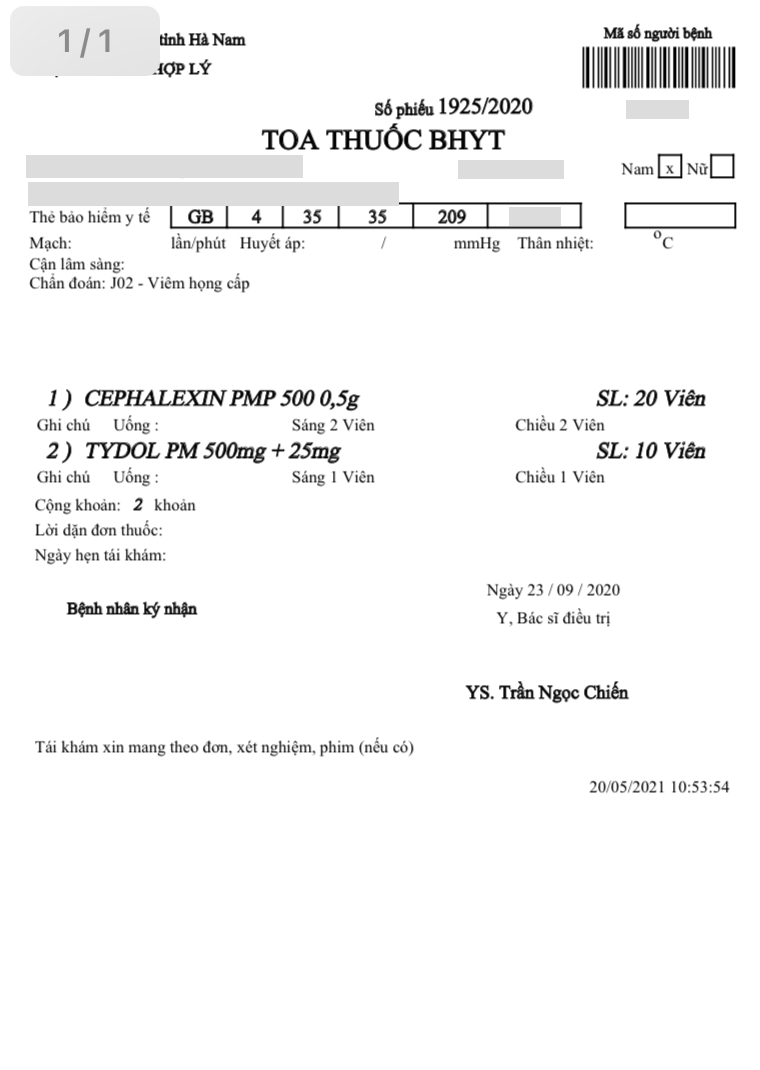 1/1
tỉnh Hà Nam
HỢP LÝ
Mã số người bệnh
Số phiếu 1925/2020
TOA THUỐC BHYT
Nam x Nữ
Thẻ bảo hiểm y tế GB 4 35 35 209
Mạch: lần/phút Huyết áp: / mmHg Thân nhiệt: °C
Cận lâm sàng:
Chẩn đoán: J02 - Viêm họng cấp
1 ) CEPHALEXIN PMP 500 0,5g SL: 20 Viên
Ghi chú Uống : Sáng 2 Viên Chiều 2 Viên
2 ) TYDOL PM 500mg + 25mg SL: 10 Viên
Ghi chú Uống : Sáng 1 Viên Chiều 1 Viên
Cộng khoản: 2 khoản
Lời dặn đơn thuốc:
Ngày hẹn tái khám:
Ngày 23 / 09 / 2020
Bệnh nhân ký nhận
Y, Bác sĩ điều trị
YS. Trần Ngọc Chiến
Tái khám xin mang theo đơn, xét nghiệm, phim (nếu có)
20/05/2021 10:53:54